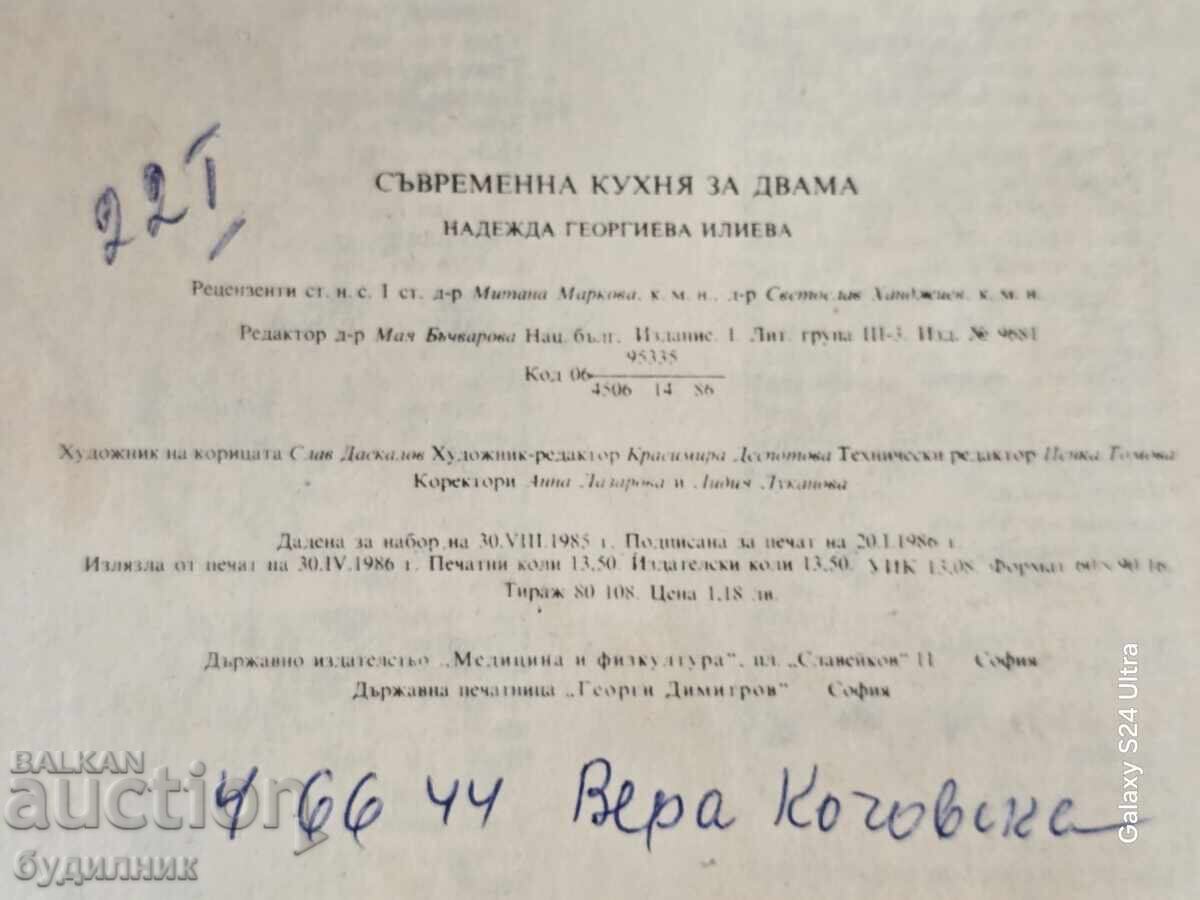 22 I
СЪВРЕМЕННА КУХНЯ ЗА ДВАМА
НАДЕЖДА ГЕОРГИЕВА ИЛИЕВА
Рецензенти ст. н. с. I ст. д-р Митана Маркова, к. м. н., д-р Светослав Ханджиев, к. м. н.
Редактор д-р Мая Бъчварова Нац. бълг. Издание. I. Лит. група III-3. Изд. № 9681
95335
Код 06
4506 14 86
Художник на корицата Слав Даскалов Художник-редактор Красимира Деспотова Технически редактор Пенка Томова
Коректори Анна Лазарова и Лидия Луканова
Дадена за набор на 30.VIII.1985 г. Подписана за печат на 20.I.1986 г.
Излязла от печат на 30.IV.1986 г. Печатни коли 13,50. Издателски коли 13,50. УИК 13,08. Формат 60×90/16
Тираж 80 108. Цена 1,18 лв.
Държавно издателство „Медицина и физкултура", пл. „Славейков" 11 София
Държавна печатница „Георги Димитров" София
4 66 44 Вера Кочовска
BALKAN
auction
будилник
Galaxy S24 Ultra